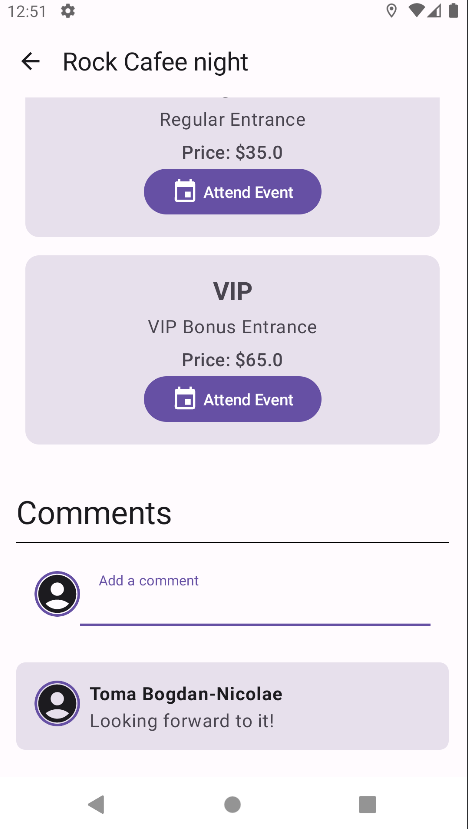 12:51
Rock Cafee night
Regular Entrance
Price: $35.0
Attend Event
VIP
VIP Bonus Entrance
Price: $65.0
Attend Event
Comments
Add a comment
Toma Bogdan-Nicolae
Looking forward to it!